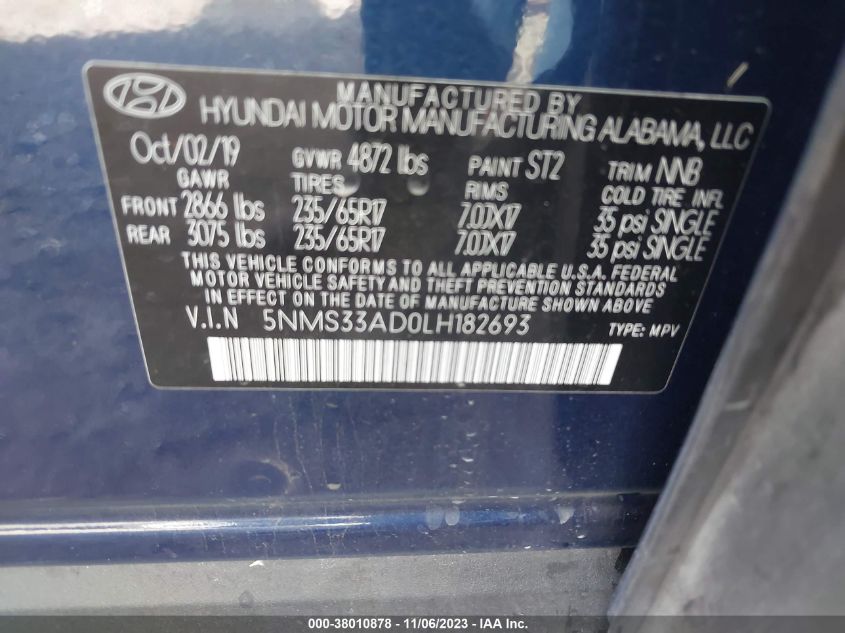 MANUFACTURED BY
HYUNDAI MOTOR MANUFACTURING ALABAMA, LLC
Oct/02/19 GVWR 4872 lbs PAINT ST2 TRIM NNB
GAWR TIRES RIMS COLD TIRE INFL
FRONT 2866 lbs 235/65R17 7.0JX17 35 psi SINGLE
REAR 3075 lbs 235/65R17 7.0JX17 35 psi SINGLE
THIS VEHICLE CONFORMS TO ALL APPLICABLE U.S.A. FEDERAL
MOTOR VEHICLE SAFETY AND THEFT PREVENTION STANDARDS
IN EFFECT ON THE DATE OF MANUFACTURE SHOWN ABOVE
V.I.N 5NMS33AD0LH182693 TYPE: MPV
000-38010878 - 11/06/2023 - IAA Inc.